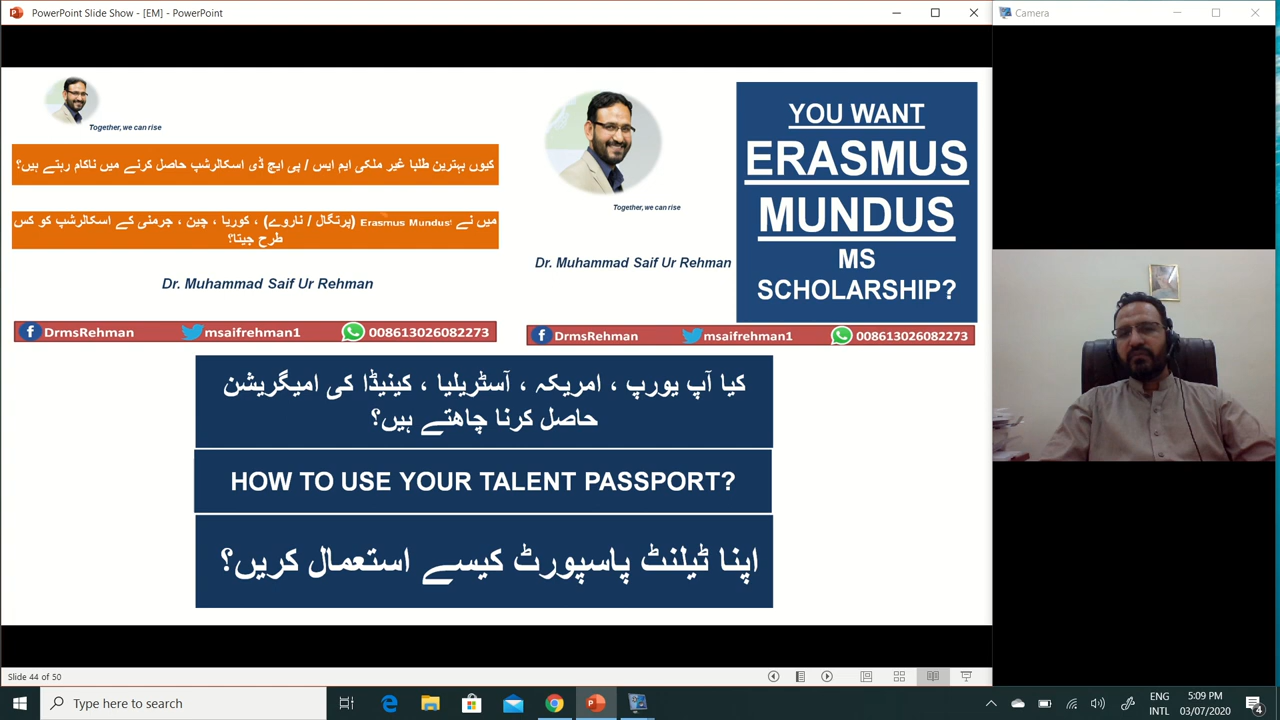 PowerPoint Slide Show - [EM] - PowerPoint
Camera
Together, we can rise
کیوں بہترین طلبا غیر ملکی ایم ایس / پی ایچ ڈی اسکالرشپ حاصل کرنے میں ناکام رہتے ہیں؟
میں نے Erasmus Mundus (پرتگال / ناروے) ، کوریا ، چین ، جرمنی کے اسکالرشپ کو کس
طرح جیتا؟
Dr. Muhammad Saif Ur Rehman
DrmsRehman msaifrehman1 008613026082273
Together, we can rise
Dr. Muhammad Saif Ur Rehman
YOU WANT
ERASMUS
MUNDUS
MS
SCHOLARSHIP?
DrmsRehman msaifrehman1 008613026082273
کیا آپ یورپ ، امریکہ ، آسٹریلیا ، کینیڈا کی امیگریشن
حاصل کرنا چاھتے ہیں؟
HOW TO USE YOUR TALENT PASSPORT?
اپنا ٹیلنٹ پاسپورٹ کیسے استعمال کریں؟
Slide 44 of 50
Type here to search
ENG
INTL
5:09 PM
03/07/2020
4